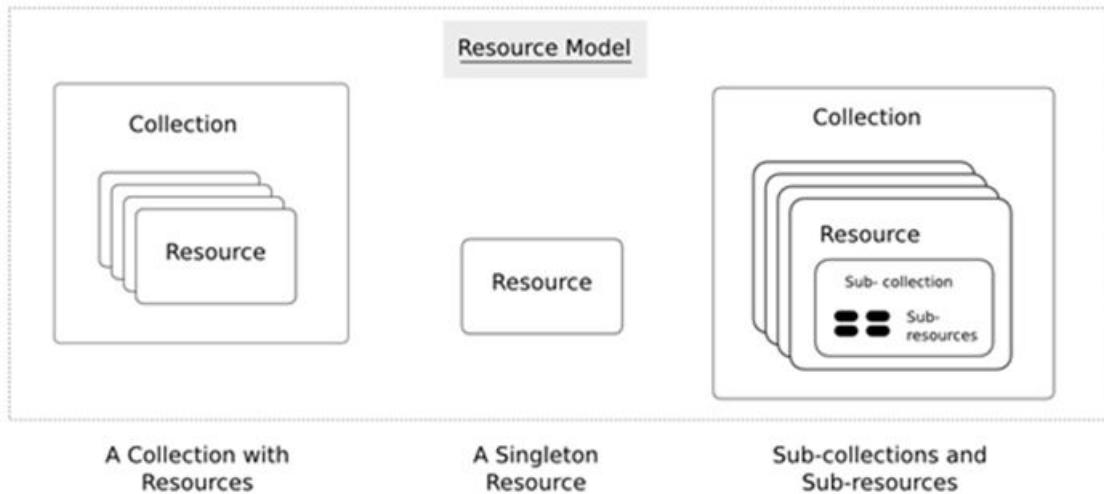 Resource Model
Collection
Resource
Resource
Collection
Resource
Sub- collection
Sub-
resources
A Collection with
Resources
A Singleton
Resource
Sub-collections and
Sub-resources